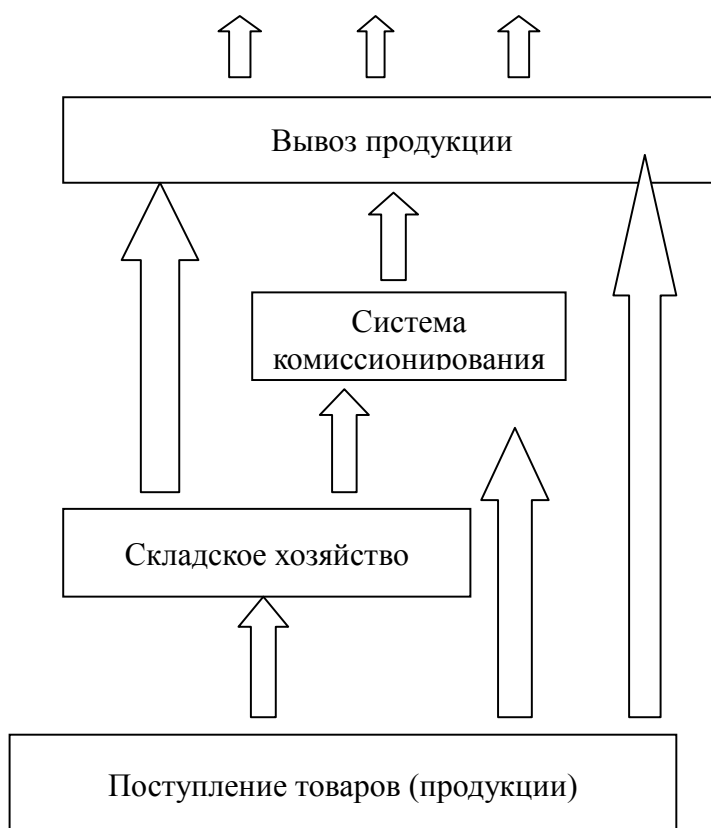 Вывоз продукции
Система
комиссионирования
Складское хозяйство
Поступление товаров (продукции)